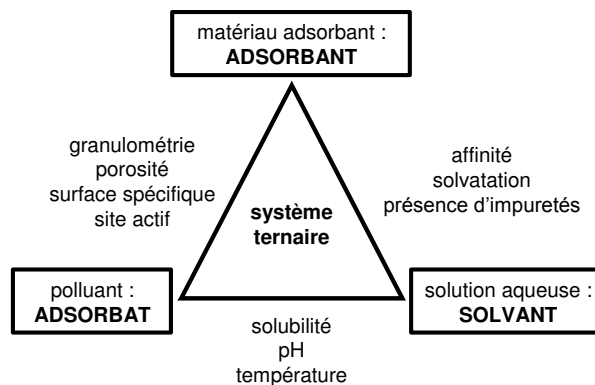 matériau adsorbant :
ADSORBANT
granulométrie
porosité
surface spécifique
site actif
affinité
solvatation
présence d'impuretés
système
ternaire
polluant :
ADSORBAT
solution aqueuse :
SOLVANT
solubilité
pH
température